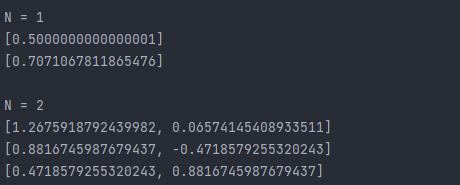 N = 1
[0.5000000000000001]
[0.7071067811865476]
N = 2
[1.2675918792439982, 0.06574145408933511]
[0.8816745987679437, -0.4718579255320243]
[0.4718579255320243, 0.8816745987679437]